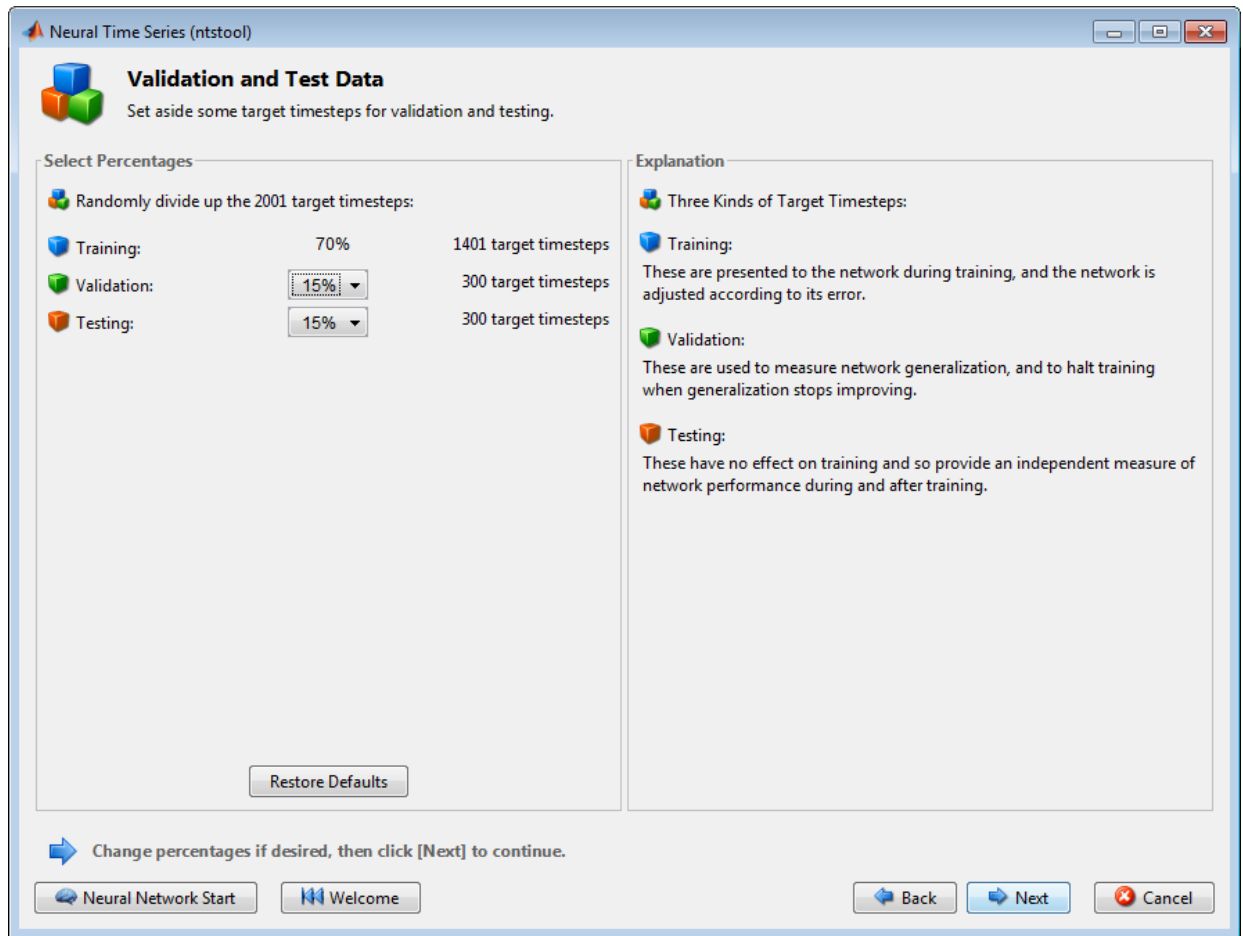 Neural Time Series (ntstool)
Validation and Test Data
Set aside some target timesteps for validation and testing.
Select Percentages
Randomly divide up the 2001 target timesteps:
Training: 70% 1401 target timesteps
Validation: 15% 300 target timesteps
Testing: 15% 300 target timesteps
Restore Defaults
Explanation
Three Kinds of Target Timesteps:
Training:
These are presented to the network during training, and the network is
adjusted according to its error.
Validation:
These are used to measure network generalization, and to halt training
when generalization stops improving.
Testing:
These have no effect on training and so provide an independent measure of
network performance during and after training.
Change percentages if desired, then click [Next] to continue.
Neural Network Start Welcome Back Next Cancel